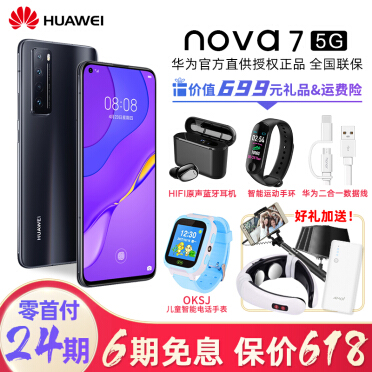 HUAWEI
nova 7 5G
华为官方直供授权正品 全国联保
价值699元礼品&运费险
08:08
HUAWEI
HIFI原声蓝牙耳机
智能运动手环
华为二合一数据线
好礼加送!
OKSJ
儿童智能电话手表
零首付
24期
6期免息 保价618